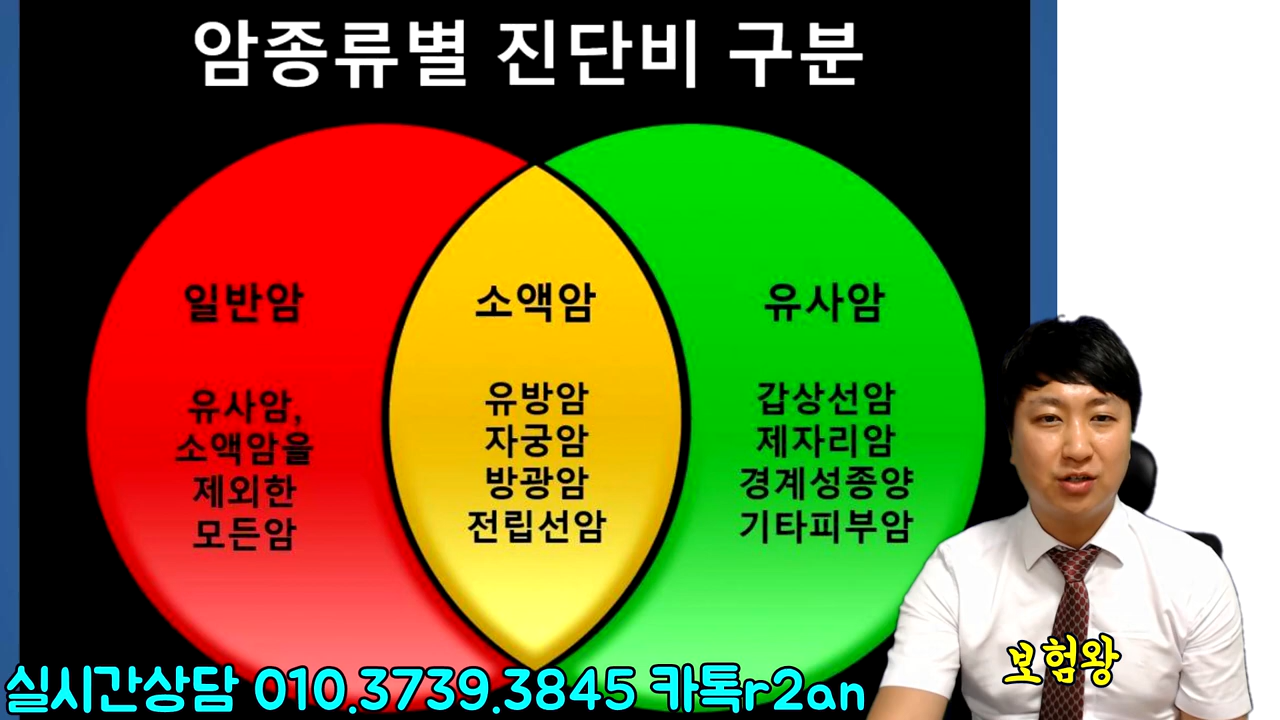 암종류별 진단비 구분
일반암
유사암,
소액암을
제외한
모든암
소액암
유방암
자궁암
방광암
전립선암
유사암
갑상선암
제자리암
경계성종양
기타피부암
보험왕
실시간상담 010.3739.3845 카톡r2an